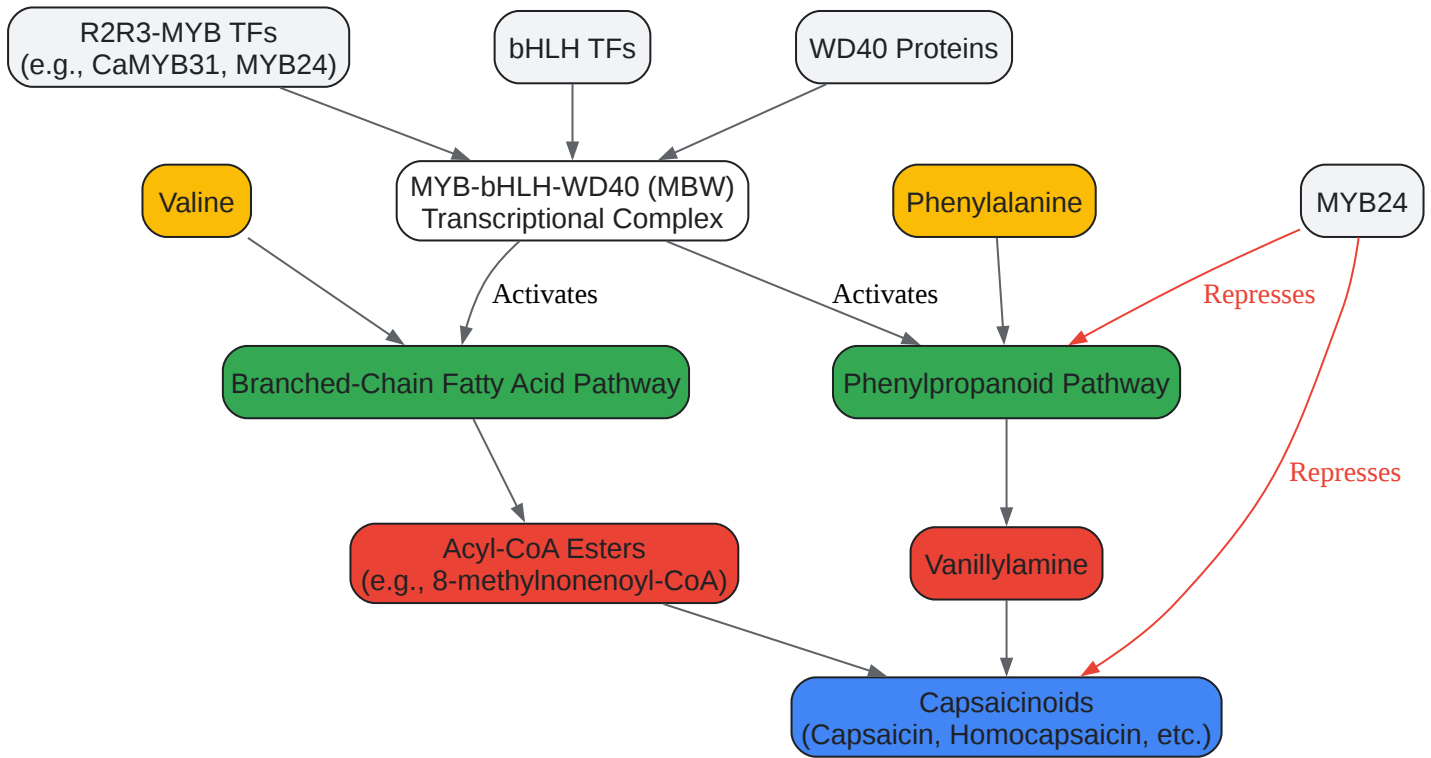 R2R3-MYB TFs
(e.g., CaMYB31, MYB24)
bHLH TFs
WD40 Proteins
Valine
MYB-bHLH-WD40 (MBW)
Transcriptional Complex
Phenylalanine
MYB24
Activates
Activates
Represses
Branched-Chain Fatty Acid Pathway
Phenylpropanoid Pathway
Represses
Acyl-CoA Esters
(e.g., 8-methylnonenoyl-CoA)
Vanillylamine
Capsaicinoids
(Capsaicin, Homocapsaicin, etc.)